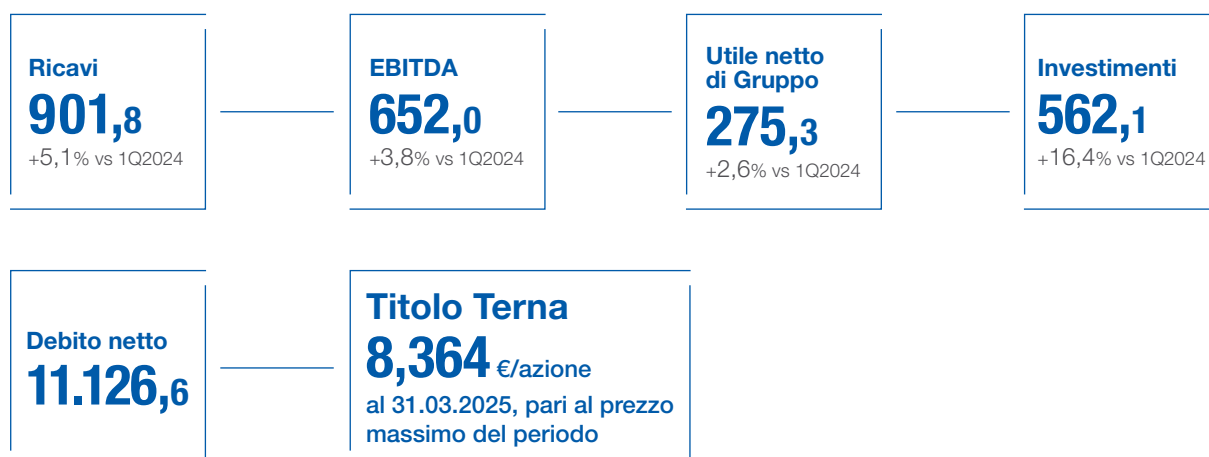 Ricavi
901,8
+5,1% vs 1Q2024
EBITDA
652,0
+3,8% vs 1Q2024
Utile netto
di Gruppo
275,3
+2,6% vs 1Q2024
Investimenti
562,1
+16,4% vs 1Q2024
Debito netto
11.126,6
Titolo Terna
8,364 €/azione
al 31.03.2025, pari al prezzo
massimo del periodo